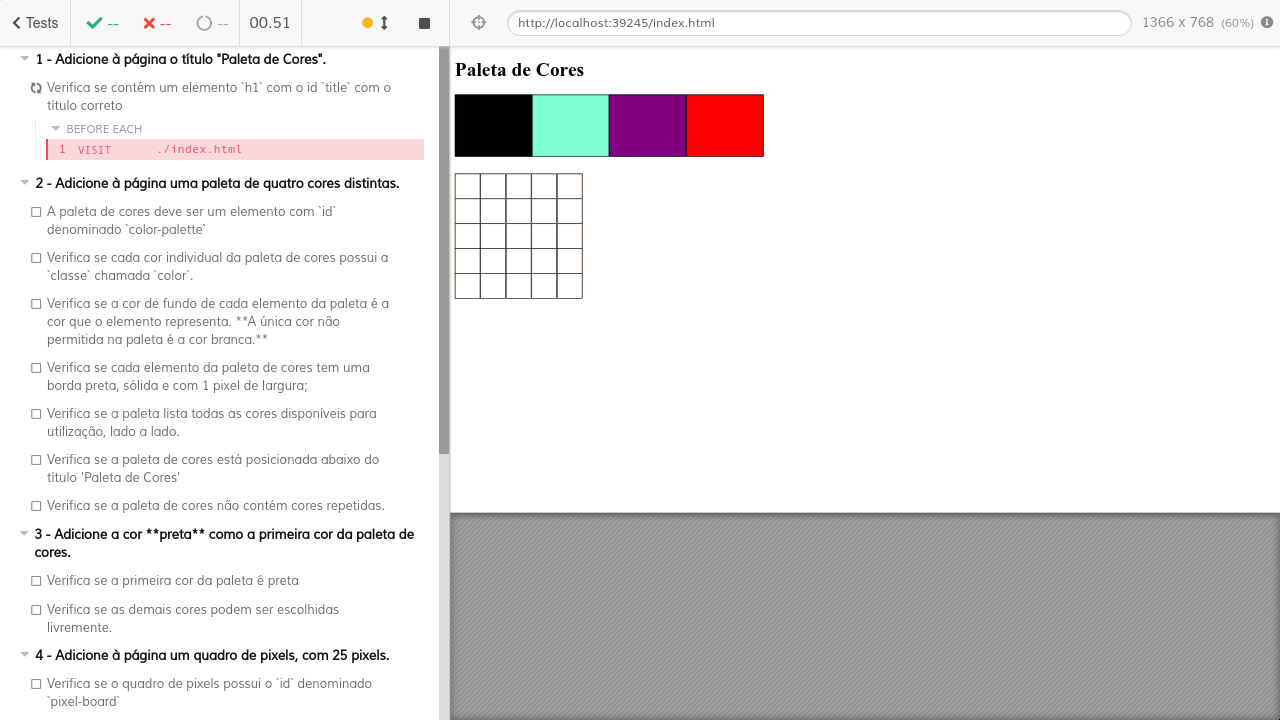 Tests -- -- -- 00.51 http://localhost:39245/index.html 1366 x 768 (60%)
1 - Adicione à página o título "Paleta de Cores".
Verifica se contém um elemento `h1` com o id `title` com o
título correto
BEFORE EACH
1 VISIT ./index.html
2 - Adicione à página uma paleta de quatro cores distintas.
A paleta de cores deve ser um elemento com `id`
denominado `color-palette`
Verifica se cada cor individual da paleta de cores possui a
`classe` chamada `color`.
Verifica se a cor de fundo de cada elemento da paleta é a
cor que o elemento representa. **A única cor não
permitida na paleta é a cor branca.**
Verifica se cada elemento da paleta de cores tem uma
borda preta, sólida e com 1 pixel de largura;
Verifica se a paleta lista todas as cores disponíveis para
utilização, lado a lado.
Verifica se a paleta de cores está posicionada abaixo do
título 'Paleta de Cores'
Verifica se a paleta de cores não contém cores repetidas.
3 - Adicione a cor **preta** como a primeira cor da paleta de
cores.
Verifica se a primeira cor da paleta é preta
Verifica se as demais cores podem ser escolhidas
livremente.
4 - Adicione à página um quadro de pixels, com 25 pixels.
Verifica se o quadro de pixels possui o `id` denominado
`pixel-board`
Paleta de Cores